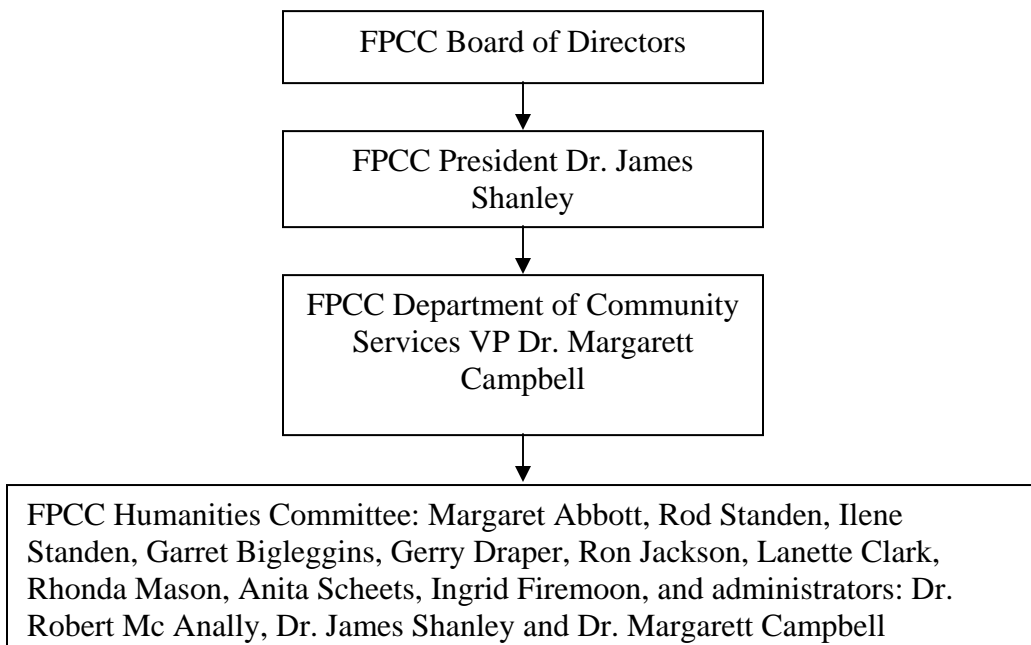 FPCC Board of Directors
FPCC President Dr. James
Shanley
FPCC Department of Community
Services VP Dr. Margarett
Campbell
FPCC Humanities Committee: Margaret Abbott, Rod Standen, Ilene
Standen, Garret Bigleggins, Gerry Draper, Ron Jackson, Lanette Clark,
Rhonda Mason, Anita Scheets, Ingrid Firemoon, and administrators: Dr.
Robert Mc Anally, Dr. James Shanley and Dr. Margarett Campbell